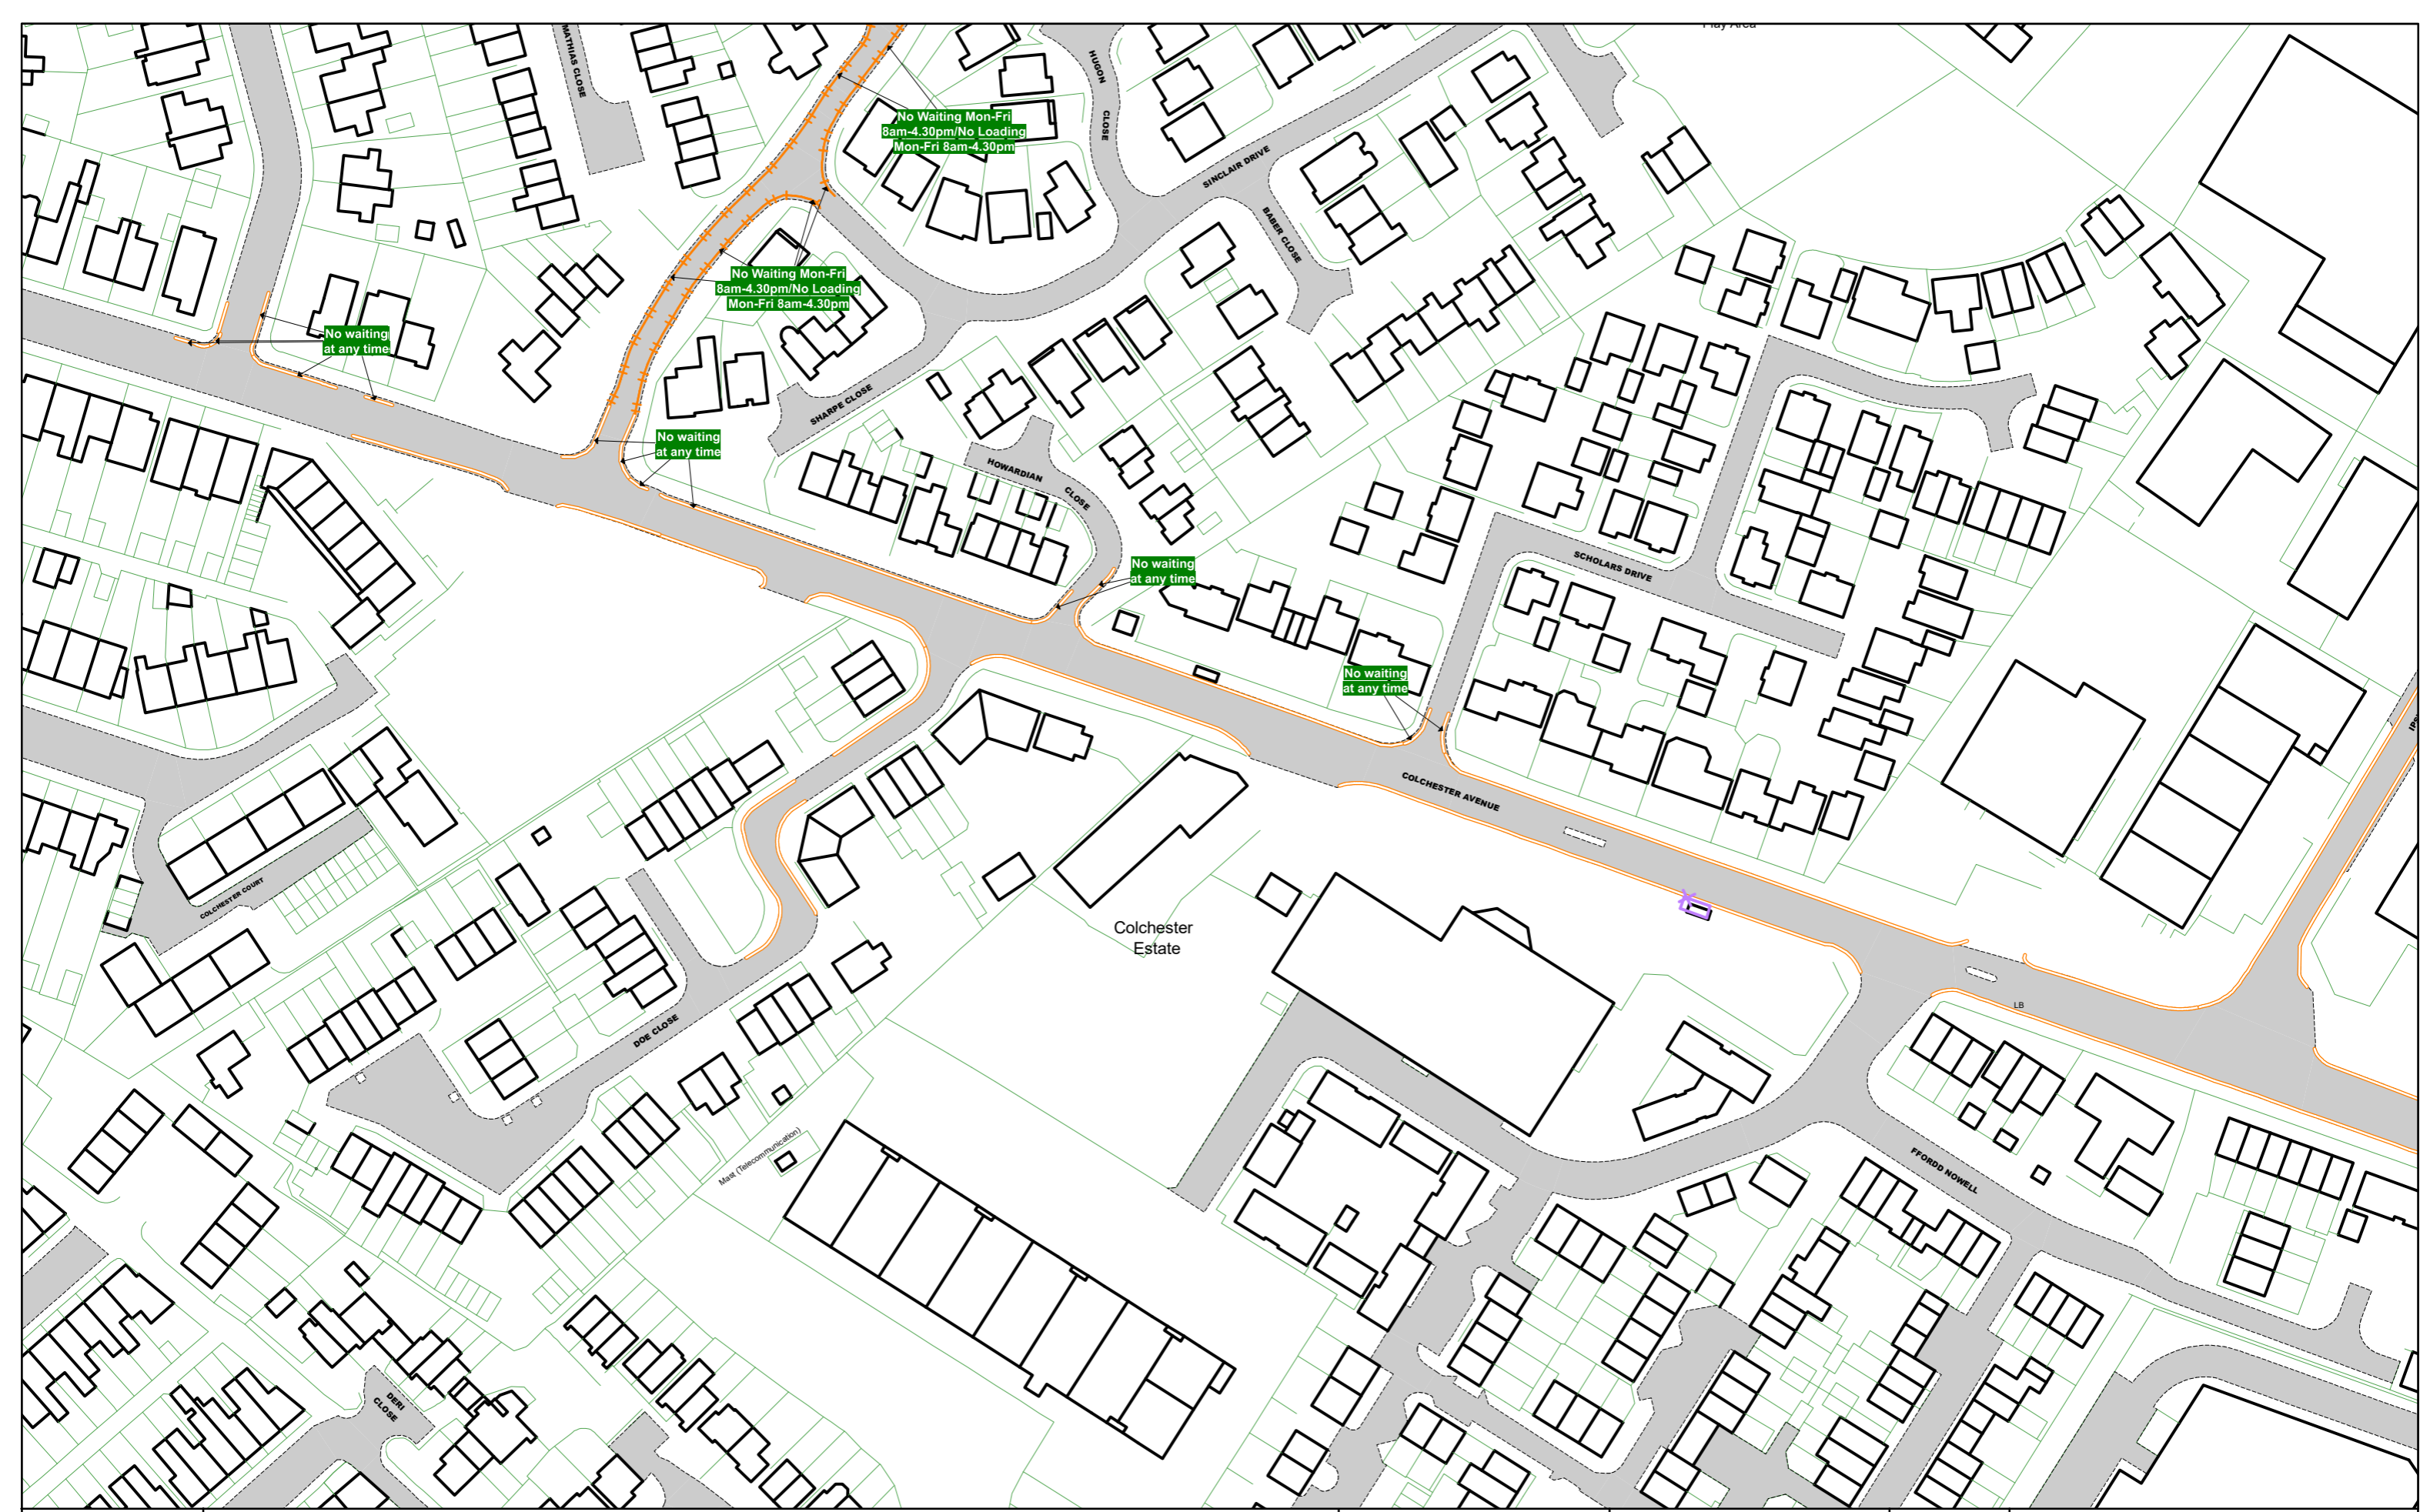 MATHIAS CLOSE
HUGON
CLOSE
No Waiting Mon-Fri
8am-4.30pm/No Loading
Mon-Fri 8am-4.30pm
SINCLAIR DRIVE
BABER CLOSE
No Waiting Mon-Fri
8am-4.30pm/No Loading
Mon-Fri 8am-4.30pm
No waiting
at any time
SHARPE CLOSE
No waiting
at any time
HOWARDIAN
CLOSE
No waiting
at any time
SCHOLARS DRIVE
No waiting
at any time
COLCHESTER AVENUE
COLCHESTER COURT
Colchester
Estate
LB
DOE CLOSE
Mast (Telecommunication)
FFORDD NOWELL
DERI
CLOSE